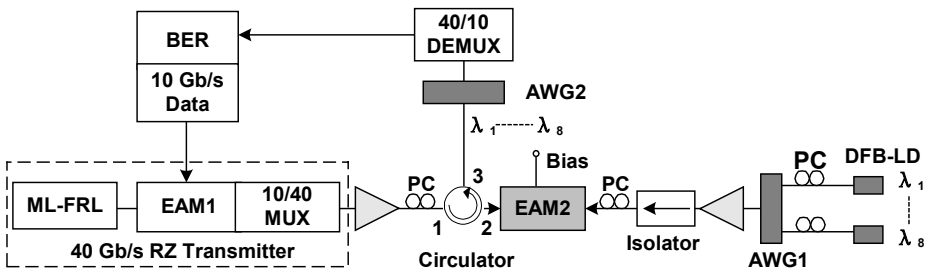 BER
10 Gb/s
Data
40/10
DEMUX
AWG2
λ 1 λ 8
ML-FRL
EAM1
10/40
MUX
40 Gb/s RZ Transmitter
PC
1
2
3
Circulator
Bias
EAM2
PC
Isolator
AWG1
PC
DFB-LD
λ 1
λ 8